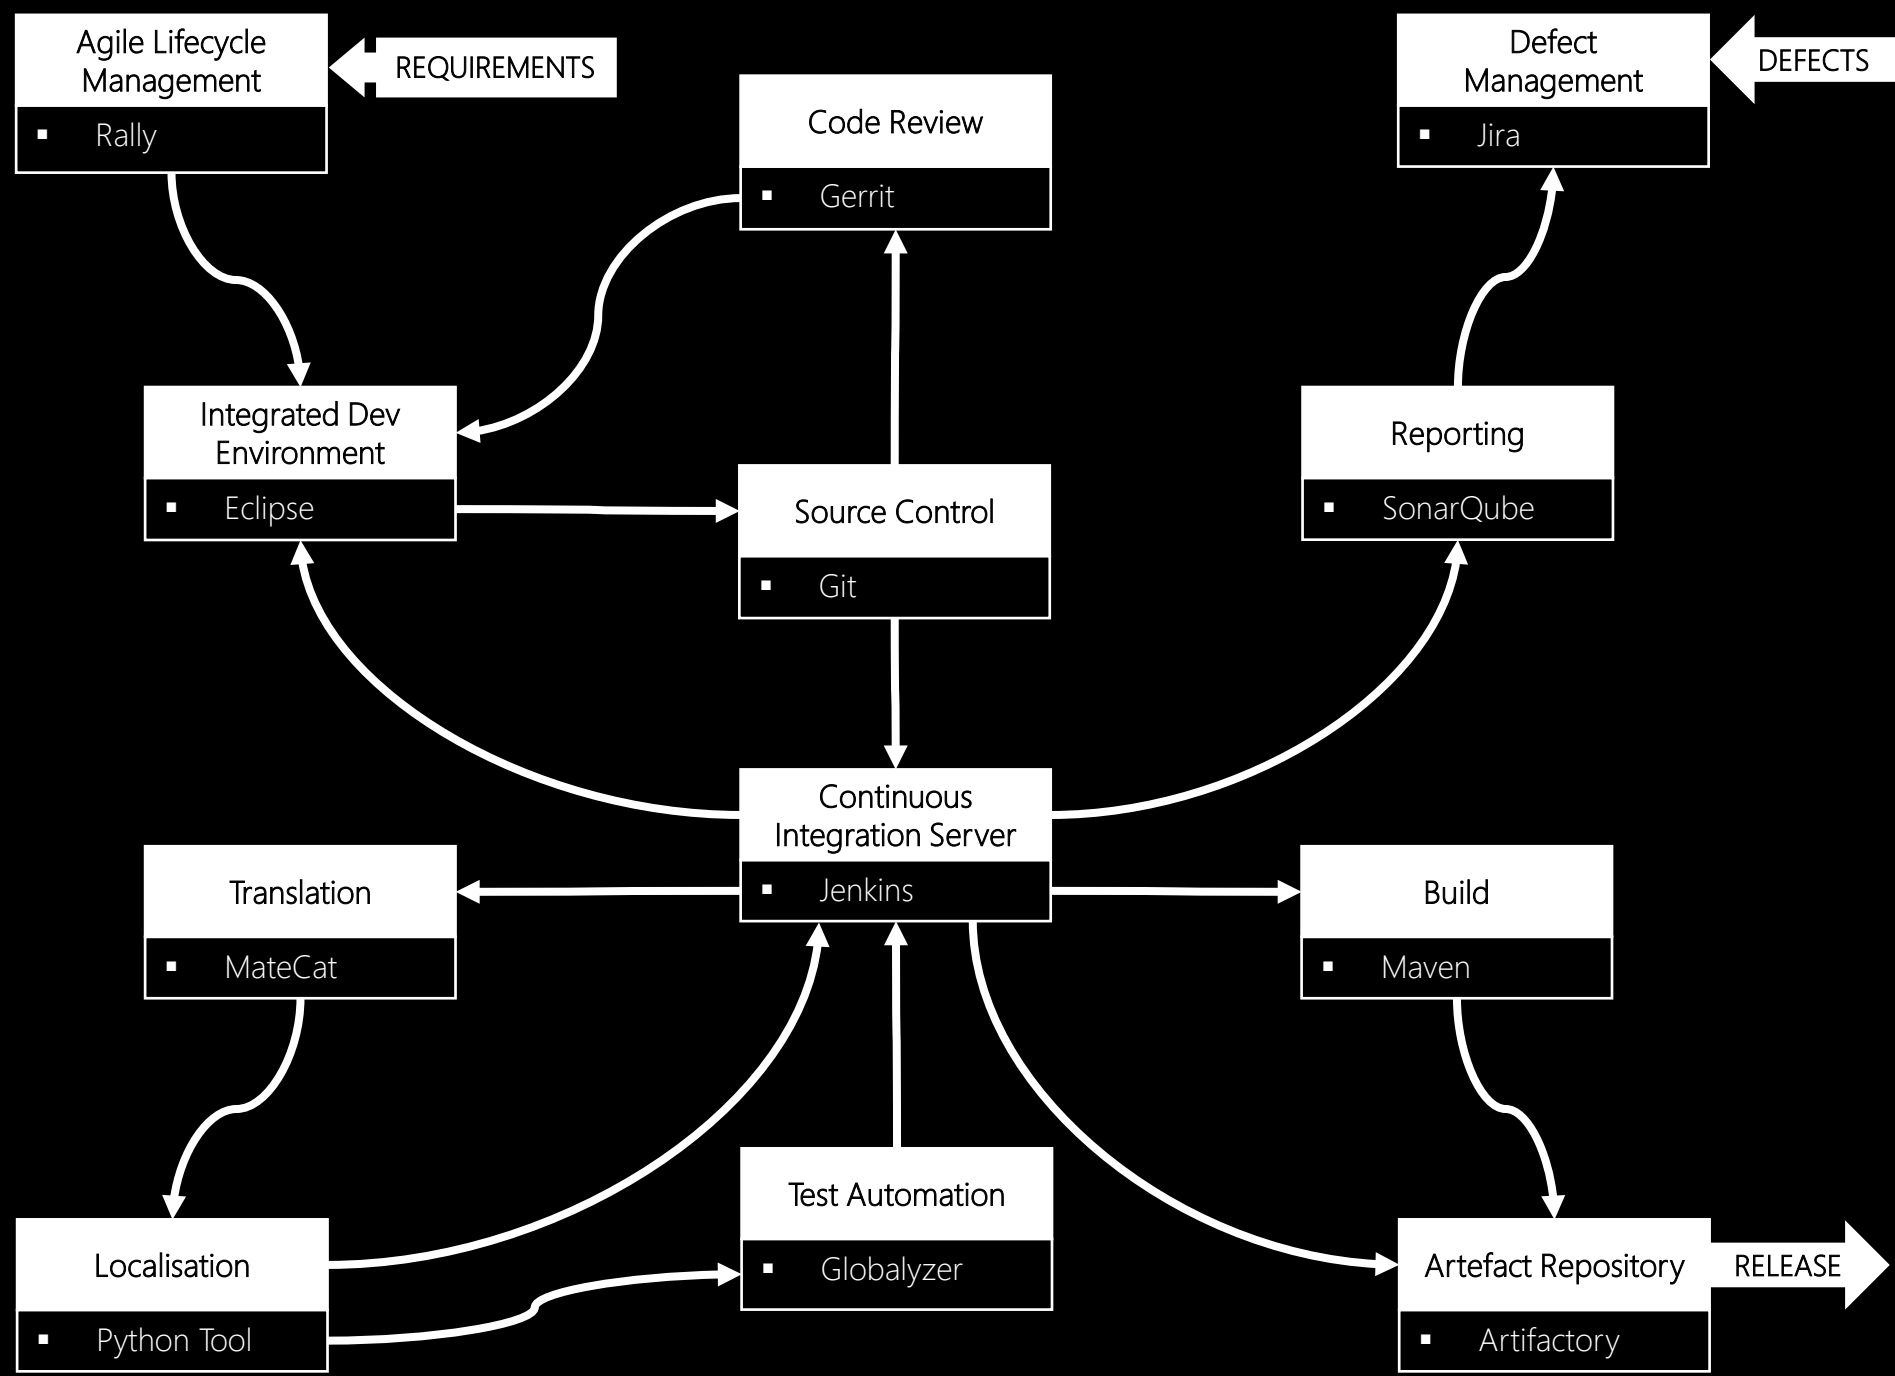 Agile Lifecycle
Management
Rally
REQUIREMENTS
Code Review
Gerrit
Defect
Management
Jira
DEFECTS
Integrated Dev
Environment
Eclipse
Source Control
Git
Reporting
SonarQube
Continuous
Integration Server
Jenkins
Translation
MateCat
Build
Maven
Localisation
Python Tool
Test Automation
Globalyzer
Artefact Repository
Artifactory
RELEASE